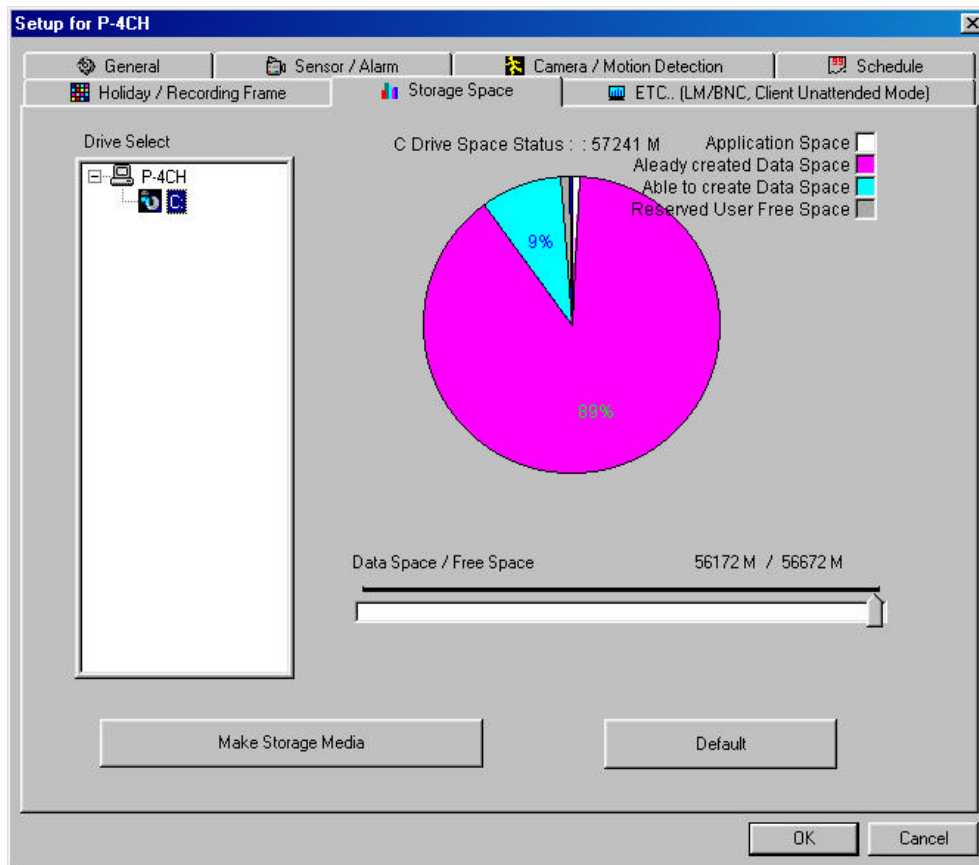 Setup for P-4CH
General
Sensor / Alarm
Camera / Motion Detection
Schedule
Holiday / Recording Frame
Storage Space
ETC.. (LM/BNC, Client Unattended Mode)
Drive Select
P-4CH
C:
C Drive Space Status : : 57241 M
Application Space
Aleady created Data Space
Able to create Data Space
Reserved User Free Space
9%
89%
Data Space / Free Space
56172 M / 56672 M
Make Storage Media
Default
OK
Cancel